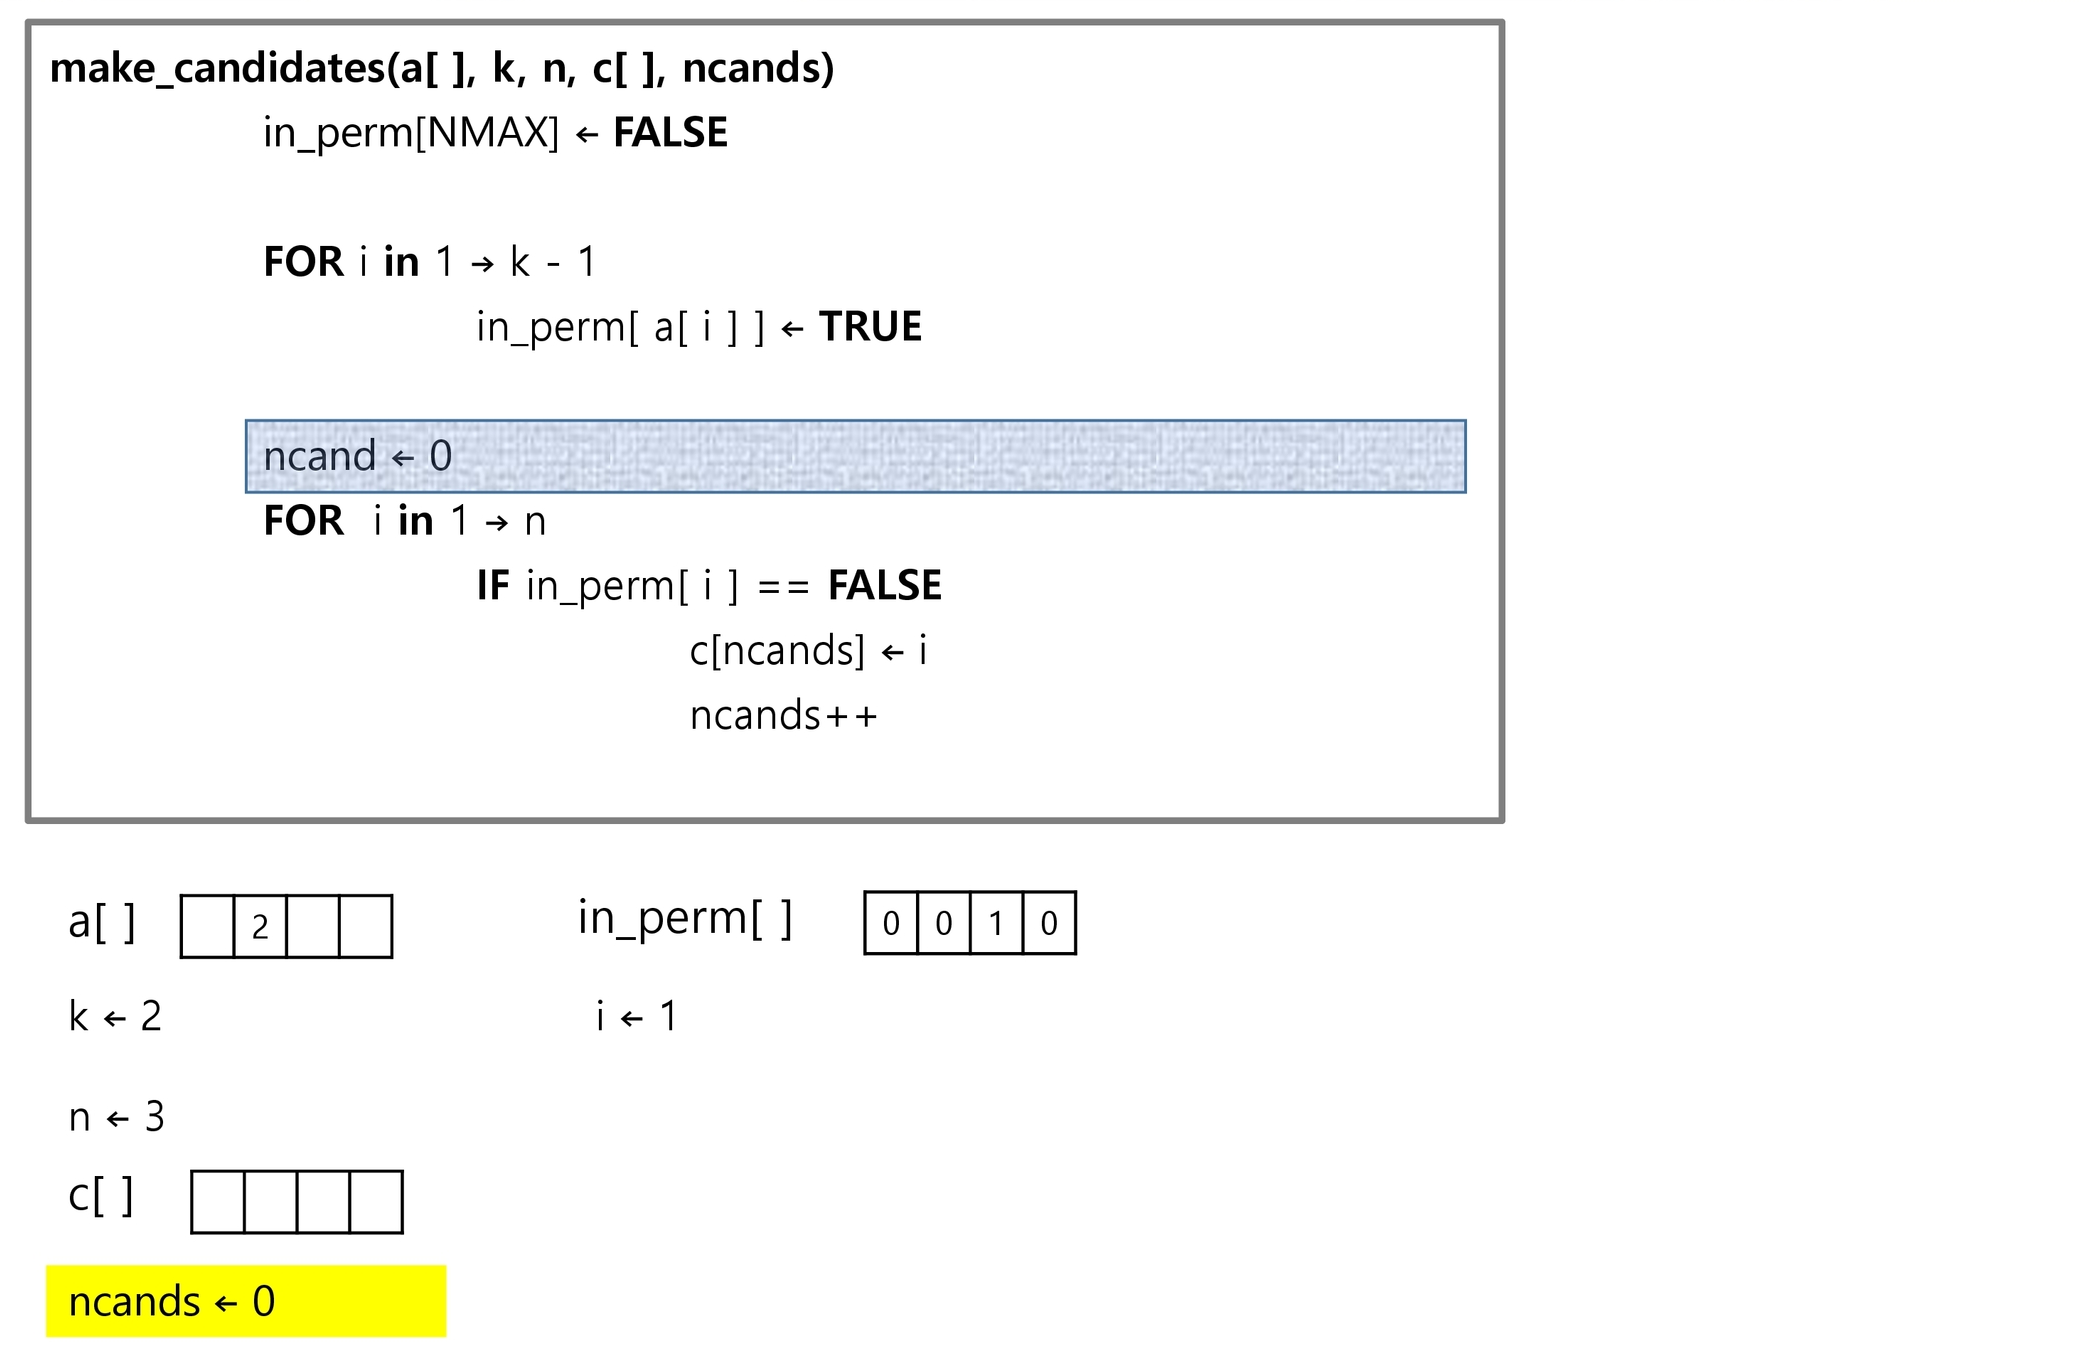 make_candidates(a[ ], k, n, c[ ], ncands)
in_perm[NMAX] ← FALSE
FOR i in 1 → k - 1
in_perm[ a[ i ] ] ← TRUE
ncand ← 0
FOR i in 1 → n
IF in_perm[ i ] == FALSE
c[ncands] ← i
ncands++
a[ ] 2
in_perm[ ] 0 0 1 0
k ← 2
i ← 1
n ← 3
c[ ]
ncands ← 0